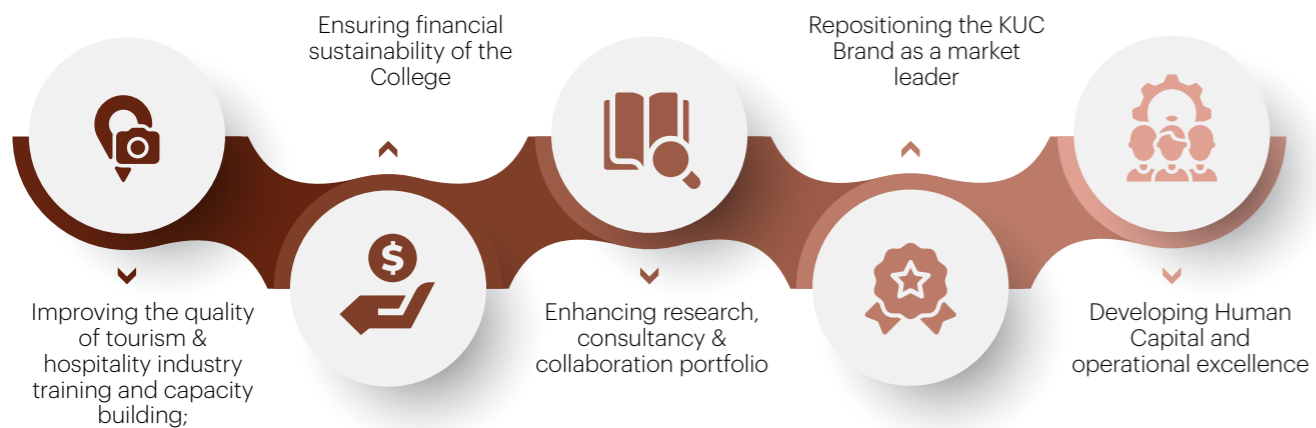 Improving the quality
of tourism &
hospitality industry
training and capacity
building;
Ensuring financial
sustainability of the
College
$
Enhancing research,
consultancy &
collaboration portfolio
Repositioning the KUC
Brand as a market
leader
Developing Human
Capital and
operational excellence